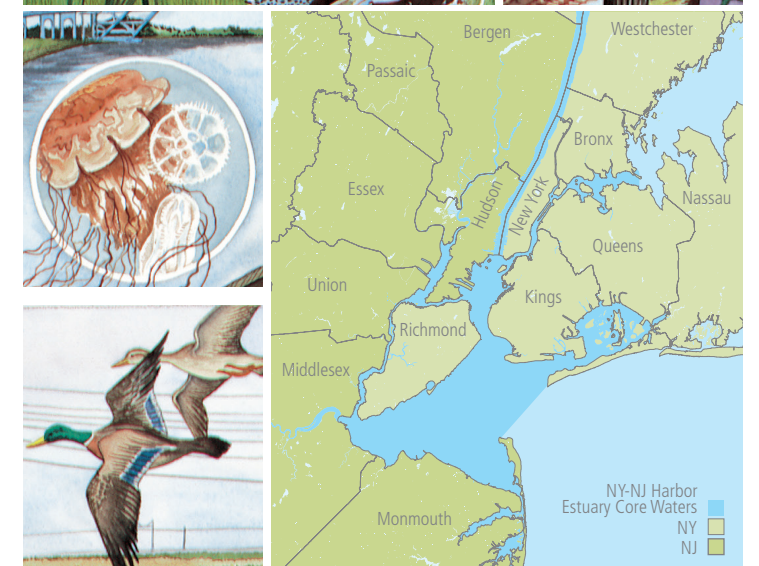 Bergen
Westchester
Passaic
Bronx
Essex
Hudson
New York
Nassau
Queens
Union
Kings
Richmond
Middlesex
NY-NJ Harbor
Estuary Core Waters
NY
NJ
Monmouth